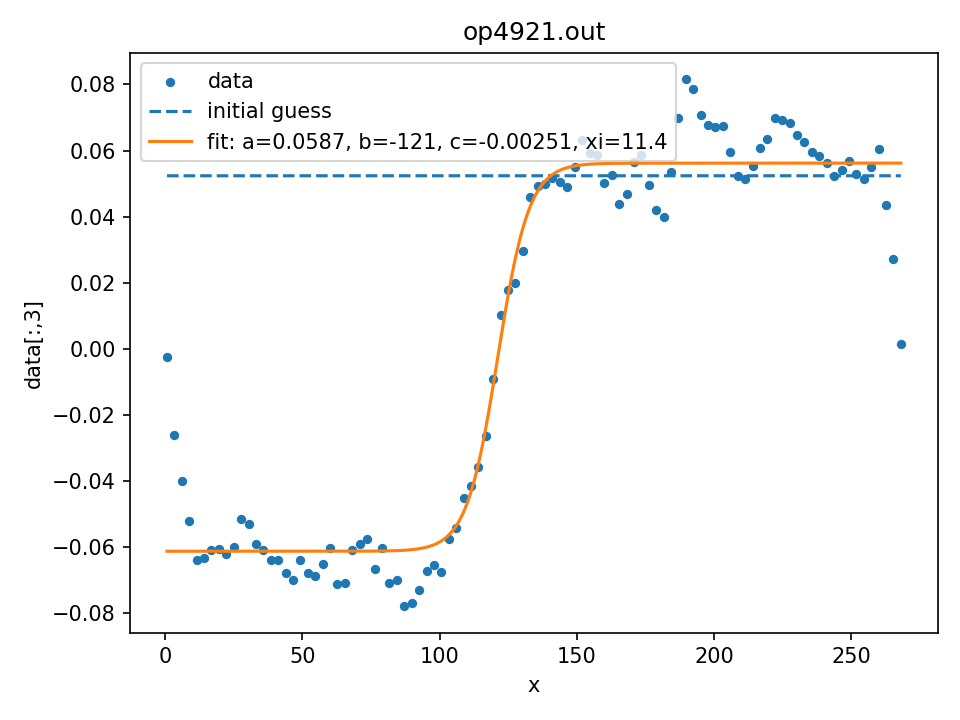 op4921.out
data
initial guess
fit: a=0.0587, b=-121, c=-0.00251, xi=11.4
0.08
0.06
0.04
0.02
0.00
−0.02
−0.04
−0.06
−0.08
data[:,3]
0 50 100 150 200 250
x